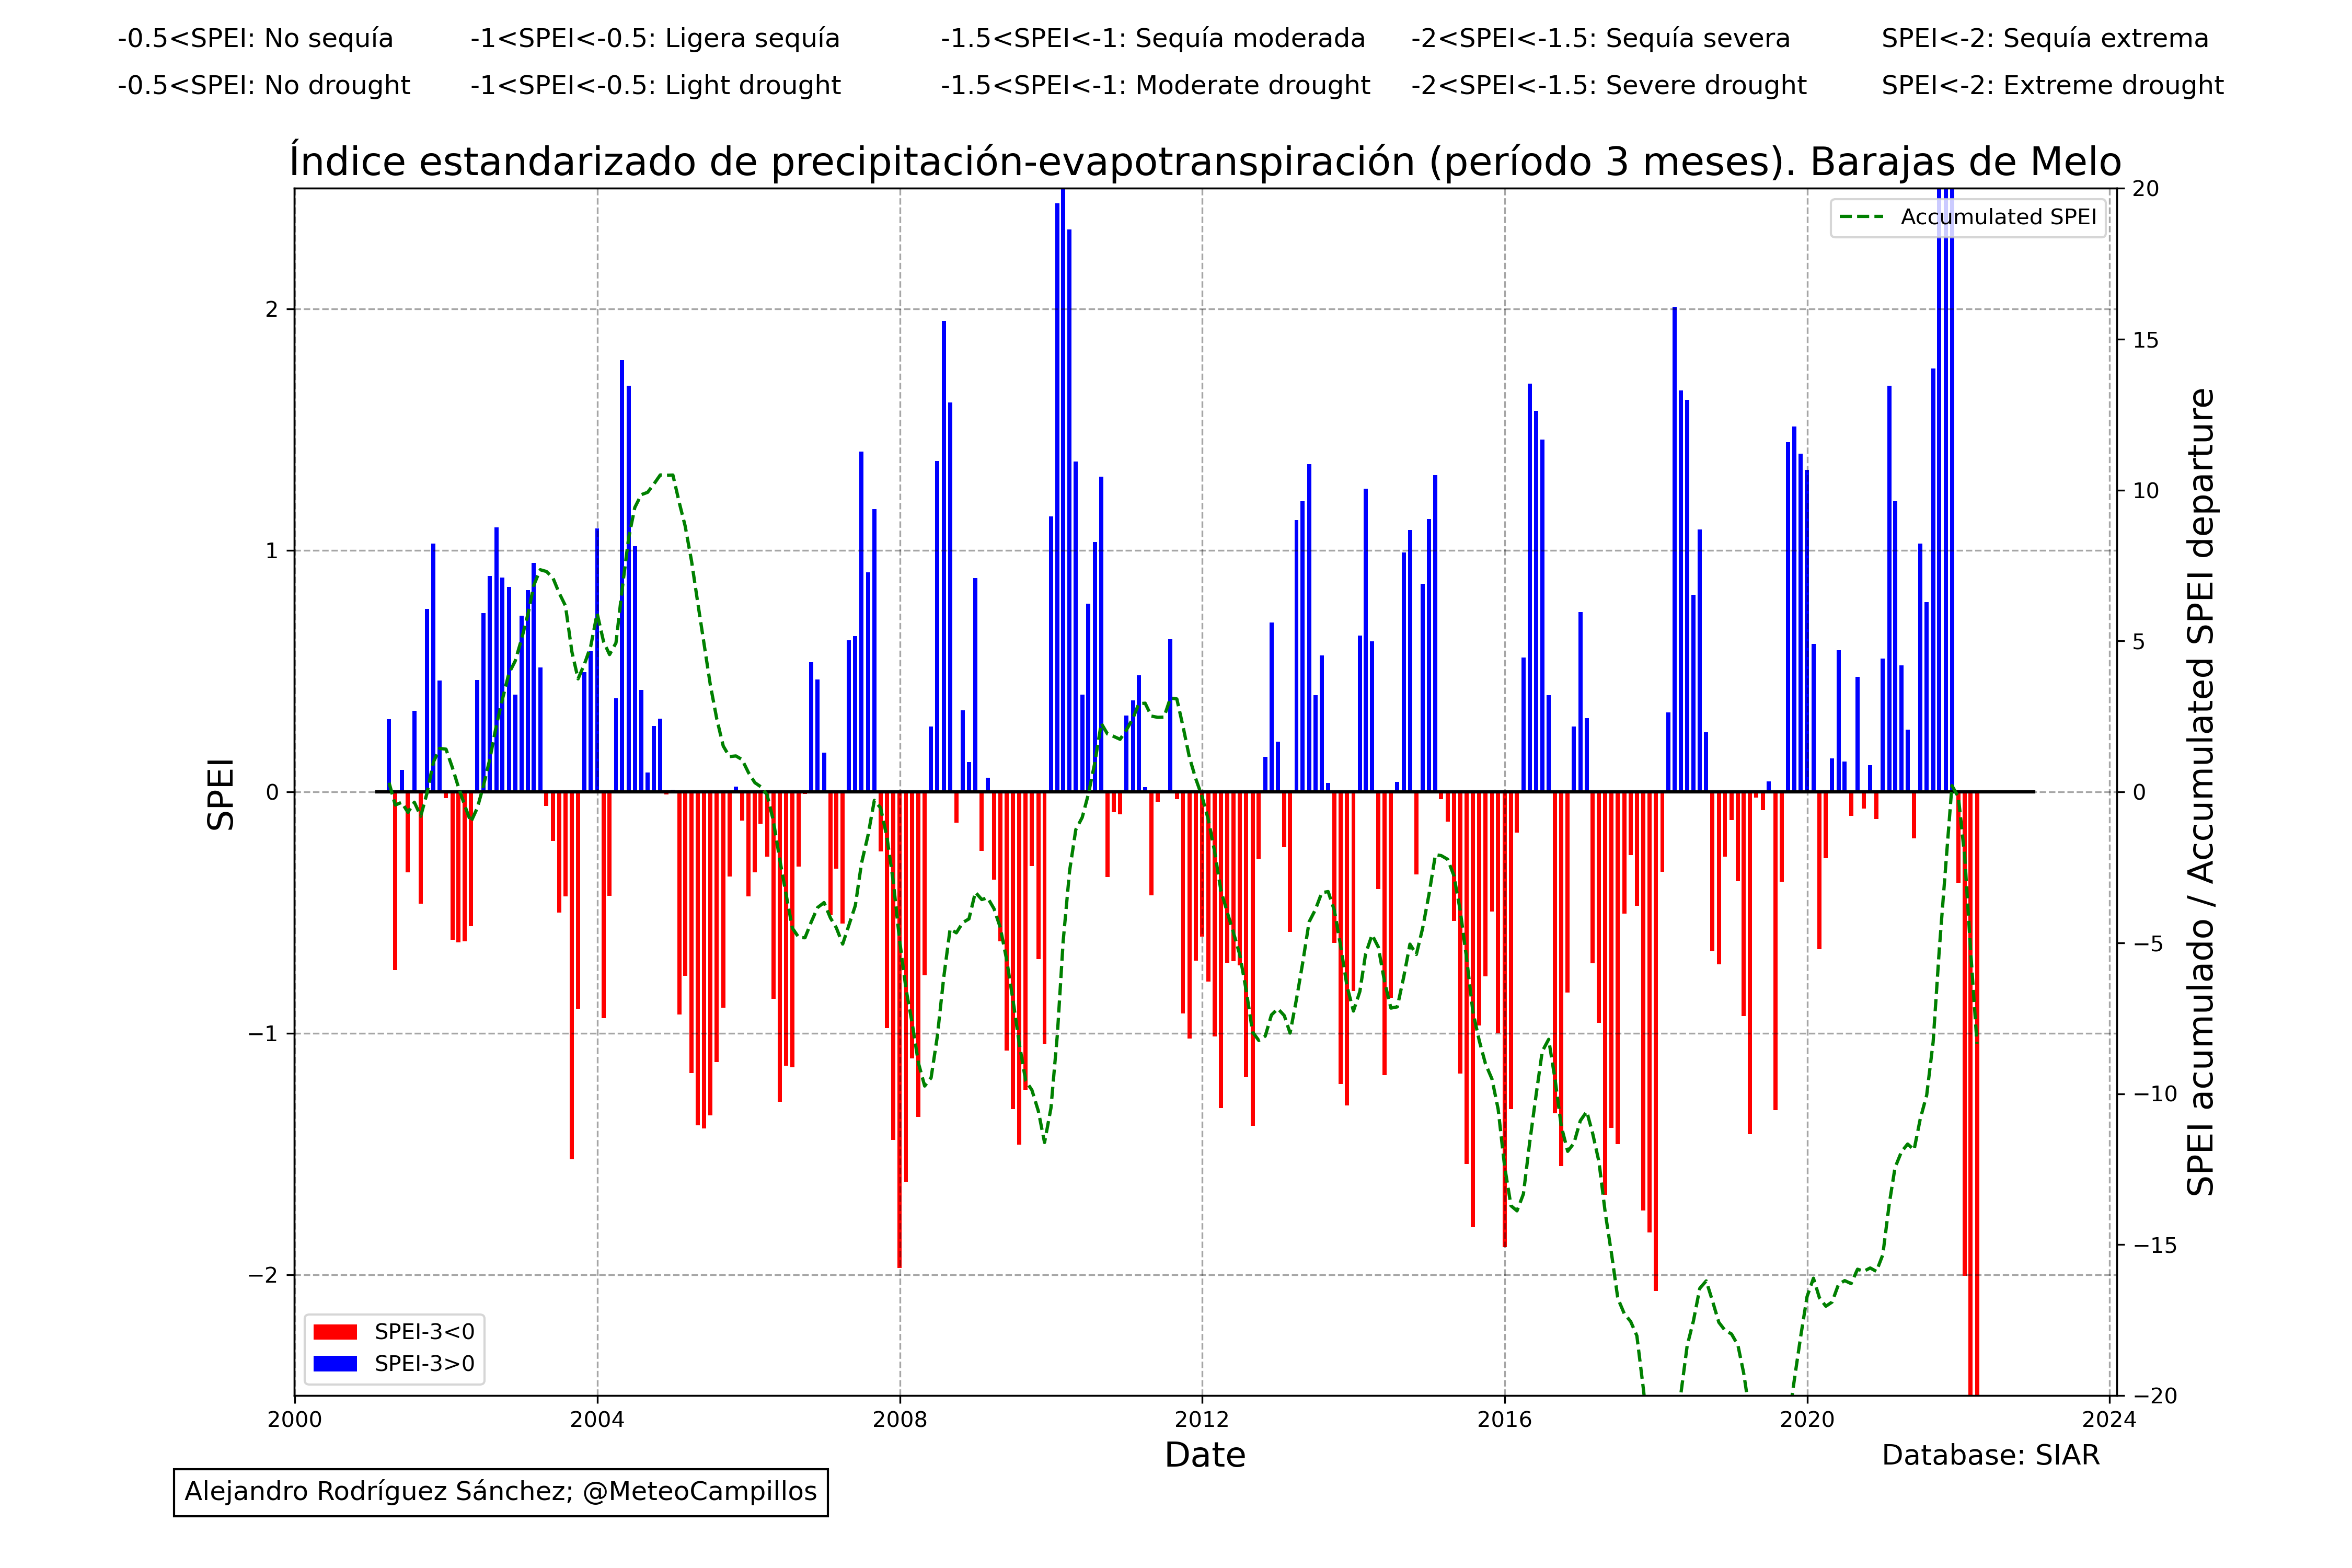 -0.5<SPEI: No sequía -1<SPEI<-0.5: Ligera sequía -1.5<SPEI<-1: Sequía moderada -2<SPEI<-1.5: Sequía severa SPEI<-2: Sequía extrema
-0.5<SPEI: No drought -1<SPEI<-0.5: Light drought -1.5<SPEI<-1: Moderate drought -2<SPEI<-1.5: Severe drought SPEI<-2: Extreme drought
Índice estandarizado de precipitación-evapotranspiración (período 3 meses). Barajas de Melo
SPEI
2
1
0
−1
−2
Accumulated SPEI
20
15
10
5
0
−5
−10
−15
−20
SPEI acumulado / Accumulated SPEI departure
SPEI-3<0
SPEI-3>0
2000 2004 2008 2012 2016 2020 2024
Date
Database: SIAR
Alejandro Rodríguez Sánchez; @MeteoCampillos